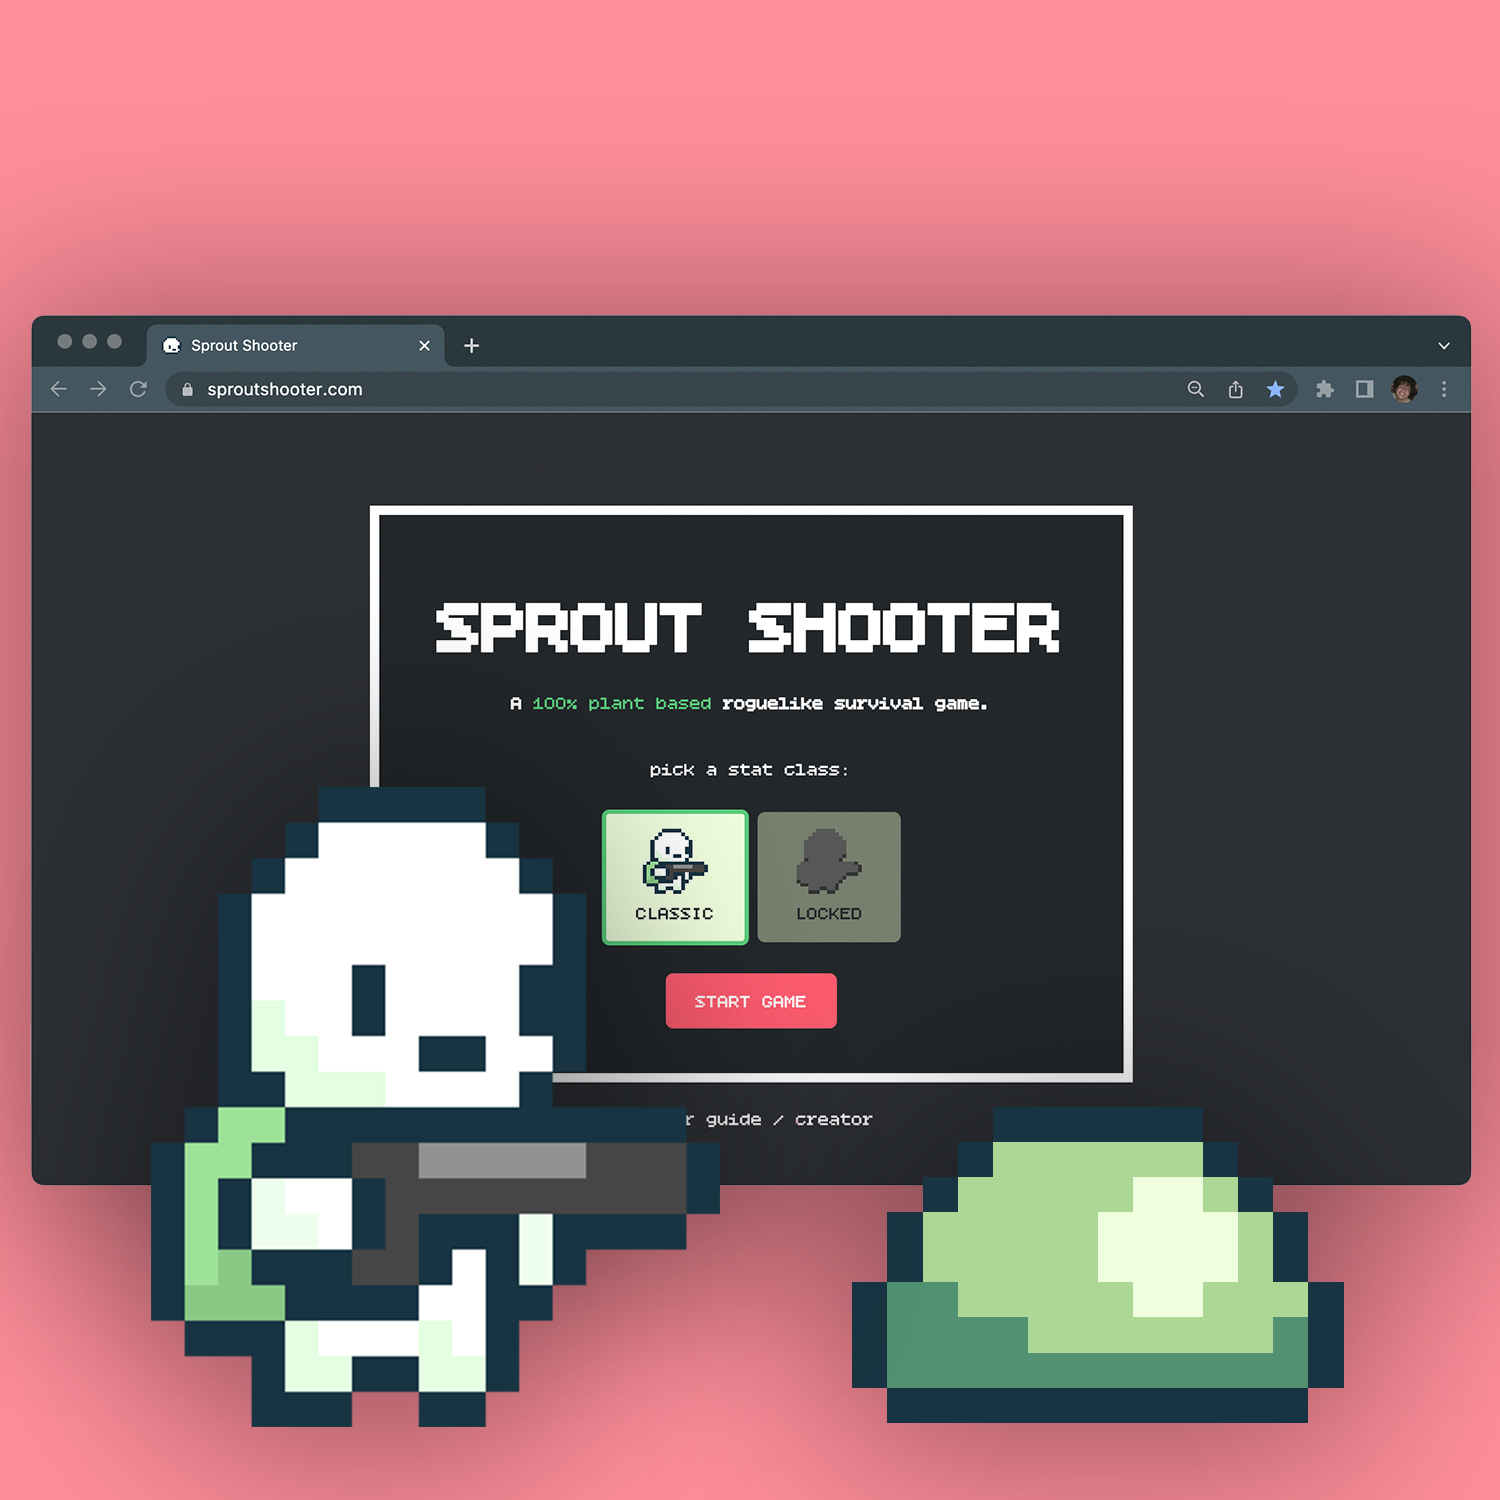 Sprout Shooter
sproutshooter.com
SPROUT SHOOTER
A 100% plant based roguelike survival game.
pick a stat class:
CLASSIC
LOCKED
START GAME
guide / creator